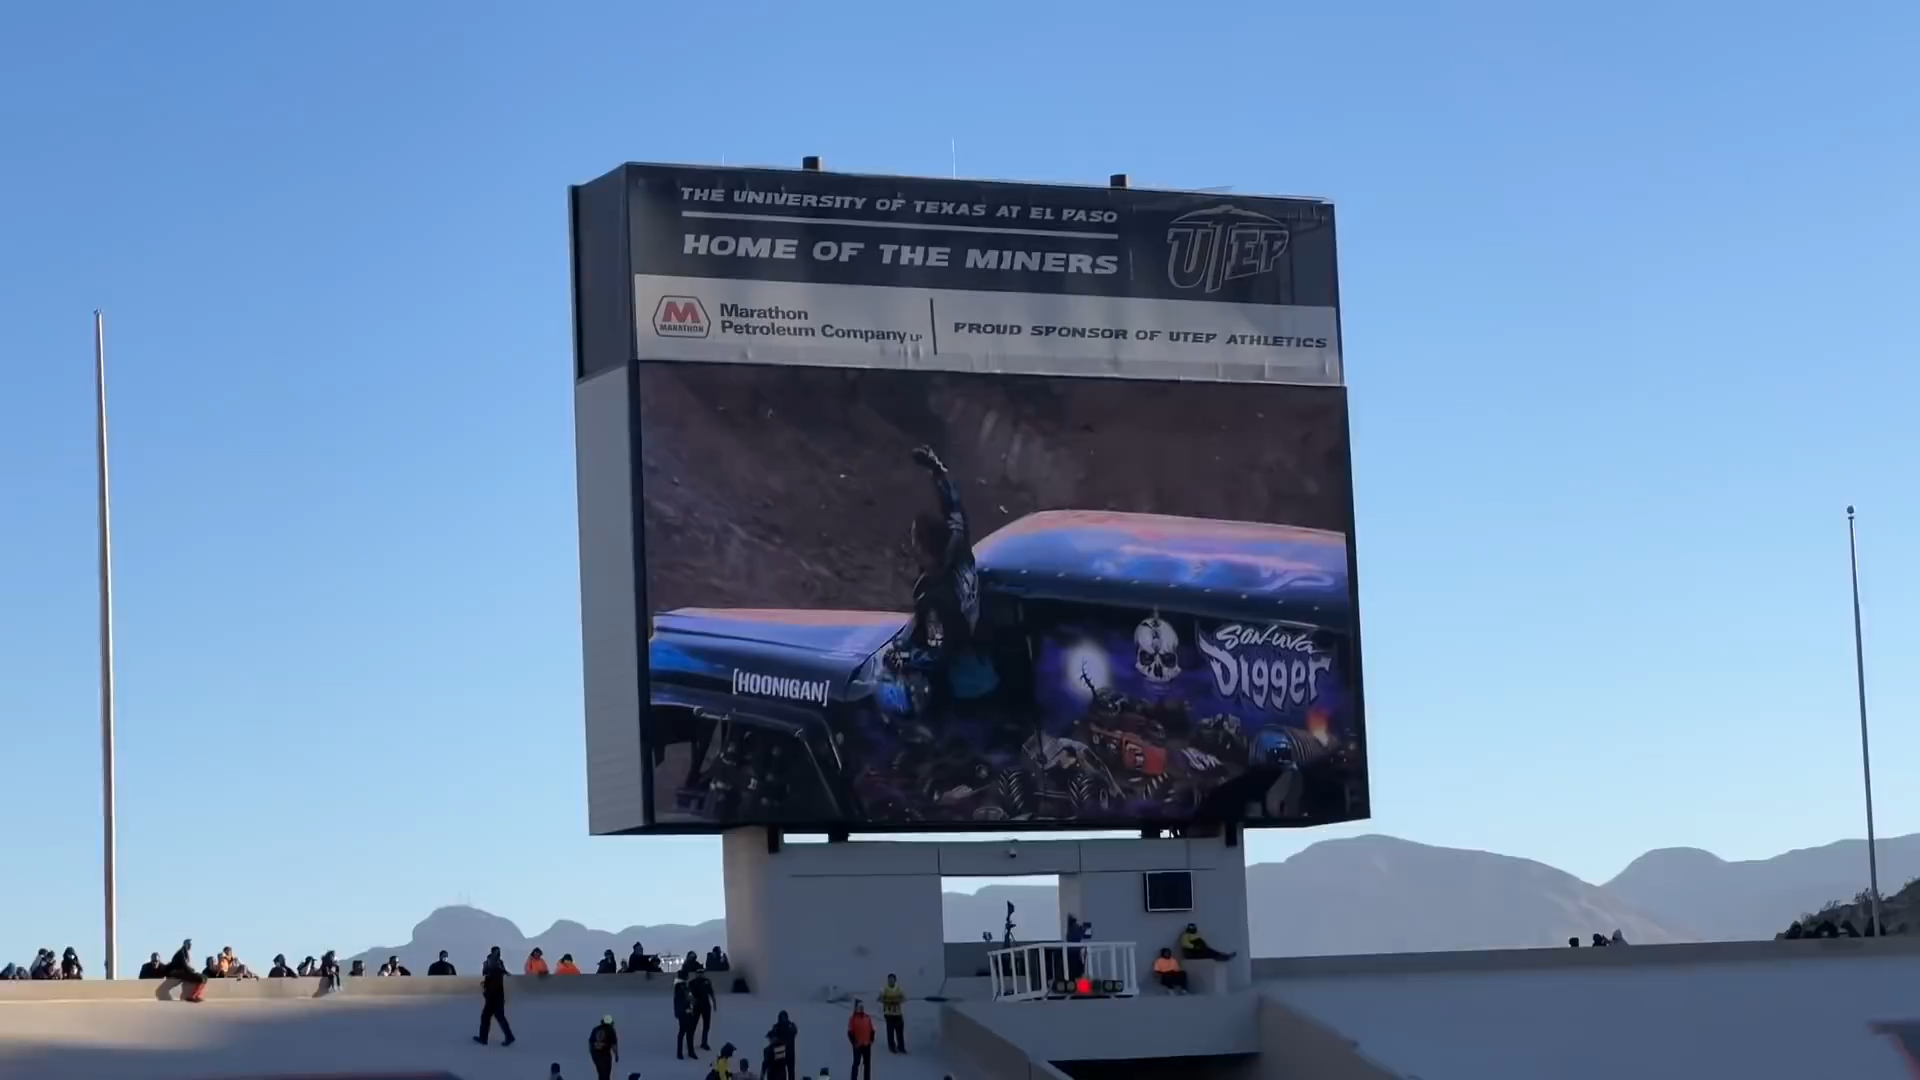 THE UNIVERSITY OF TEXAS AT EL PASO
HOME OF THE MINERS
UTEP
MARATHON
Marathon
Petroleum Company LP
PROUD SPONSOR OF UTEP ATHLETICS
SON-UVA
Digger
[HOONIGAN]